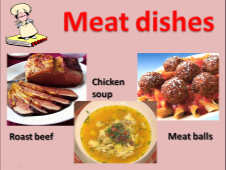 Meat dishes
Chicken
soup
Roast beef
Meat balls